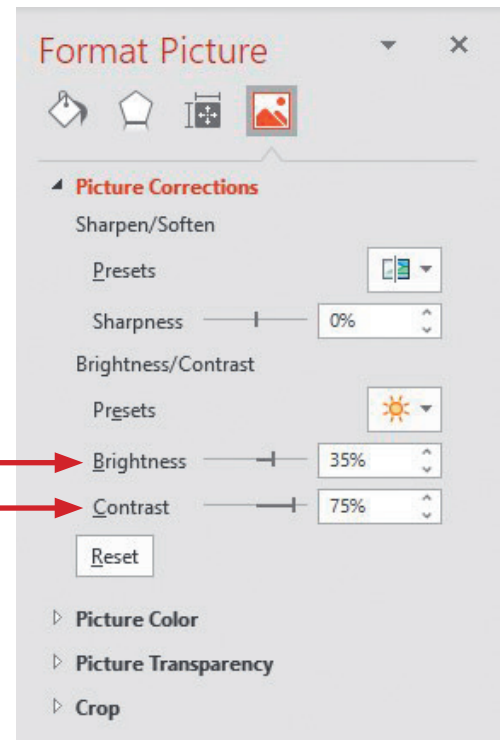 Format Picture
Picture Corrections
Sharpen/Soften
Presets
Sharpness 0%
Brightness/Contrast
Presets
Brightness 35%
Contrast 75%
Reset
Picture Color
Picture Transparency
Crop